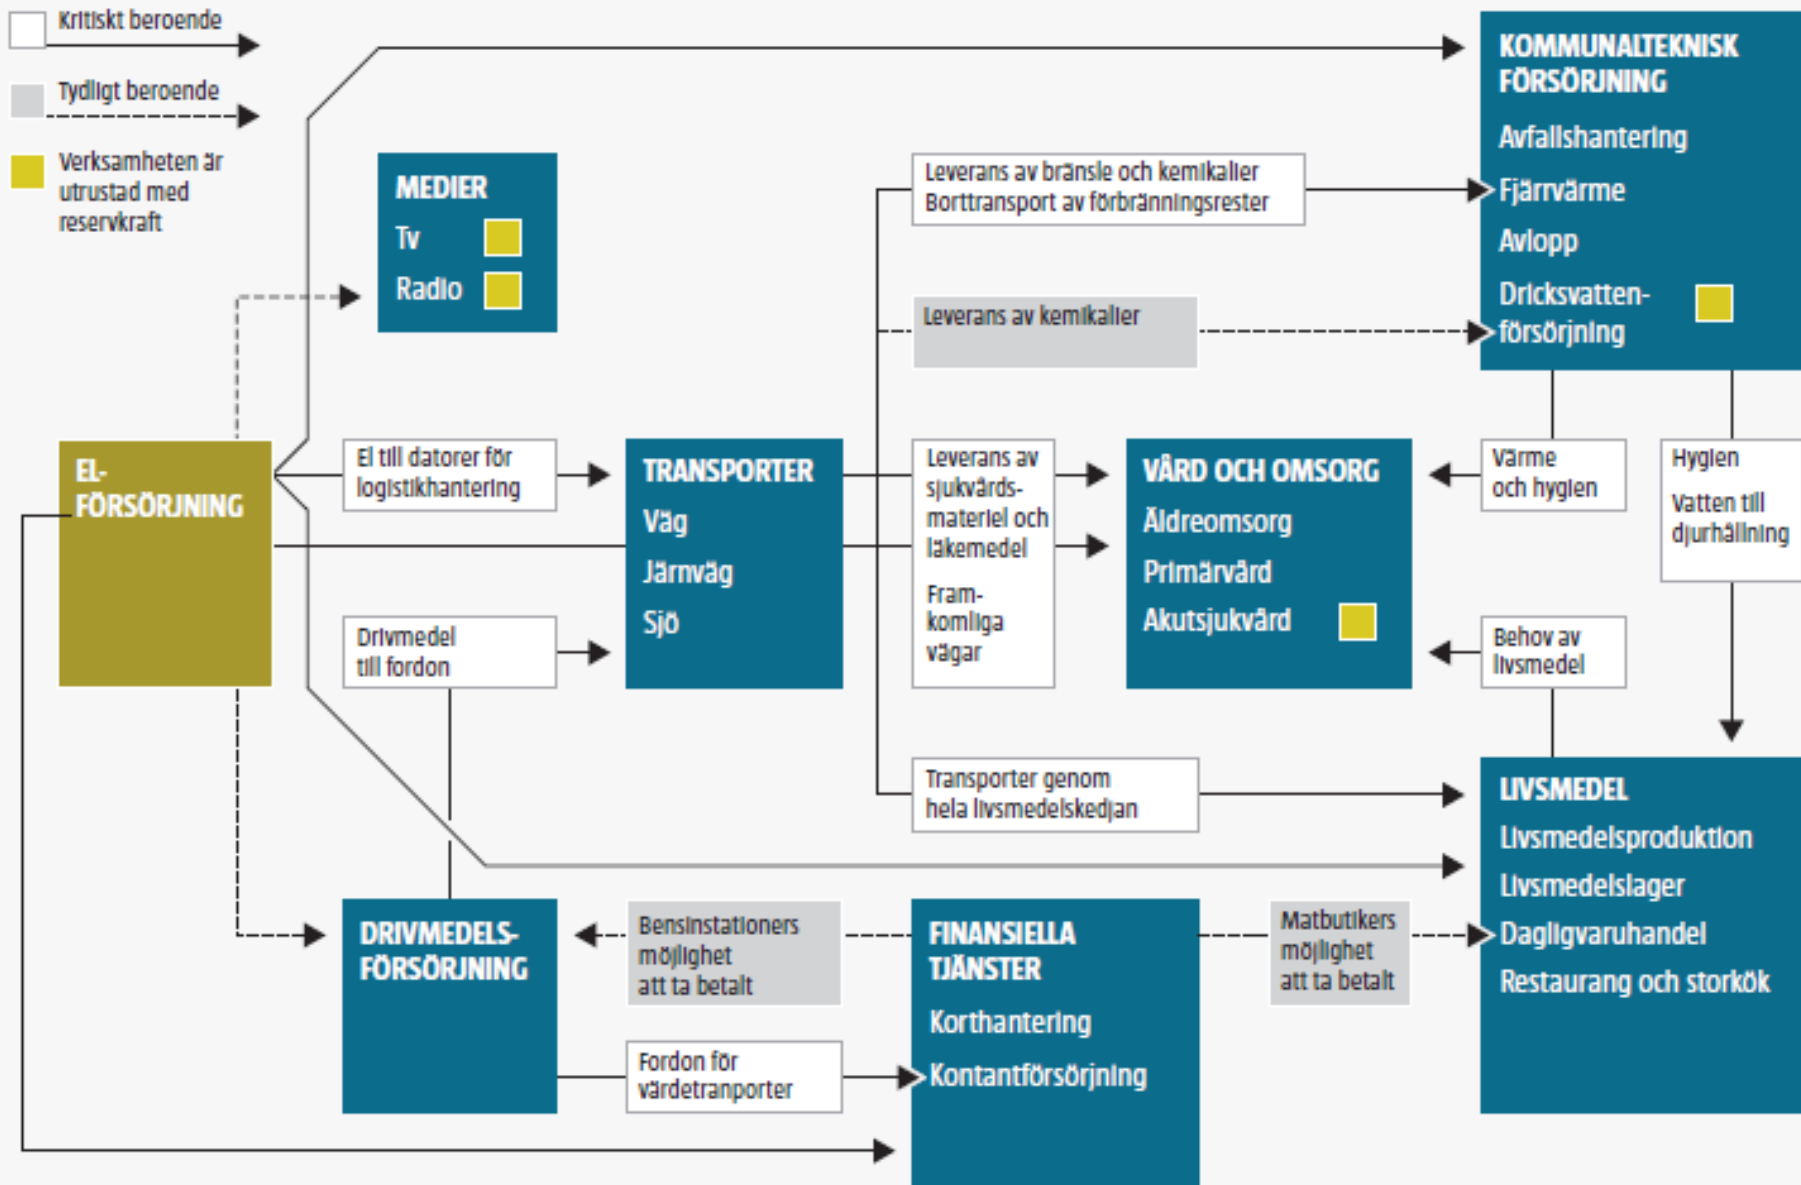 Kritiskt beroende
Tydligt beroende
Verksamheten är
utrustad med
reservkraft
MEDIER
Tv
Radio
EL-
FÖRSÖRJNING
El till datorer för
logistikhantering
Drivmedel
till fordon
TRANSPORTER
Väg
Järnväg
Sjö
Leverans av bränsle och kemikalier
Borttransport av förbränningsrester
Leverans av kemikalier
Leverans av
sjukvårds-
materiel och
läkemedel
Fram-
komliga
vägar
Transporter genom
hela livsmedelskedjan
KOMMUNALTEKNISK
FÖRSÖRJNING
Avfallshantering
Fjärrvärme
Avlopp
Dricksvatten-
försörjning
VÅRD OCH OMSORG
Äldreomsorg
Primärvård
Akutsjukvård
Värme
och hygien
Hygien
Vatten till
djurhållning
Behov av
livsmedel
LIVSMEDEL
Livsmedelsproduktion
Livsmedelslager
Dagligvaruhandel
Restaurang och storkök
DRIVMEDELS-
FÖRSÖRJNING
Bensinstationers
möjlighet
att ta betalt
Fordon för
värdetranporter
FINANSIELLA
TJÄNSTER
Korthantering
Kontantförsörjning
Matbutikers
möjlighet
att ta betalt